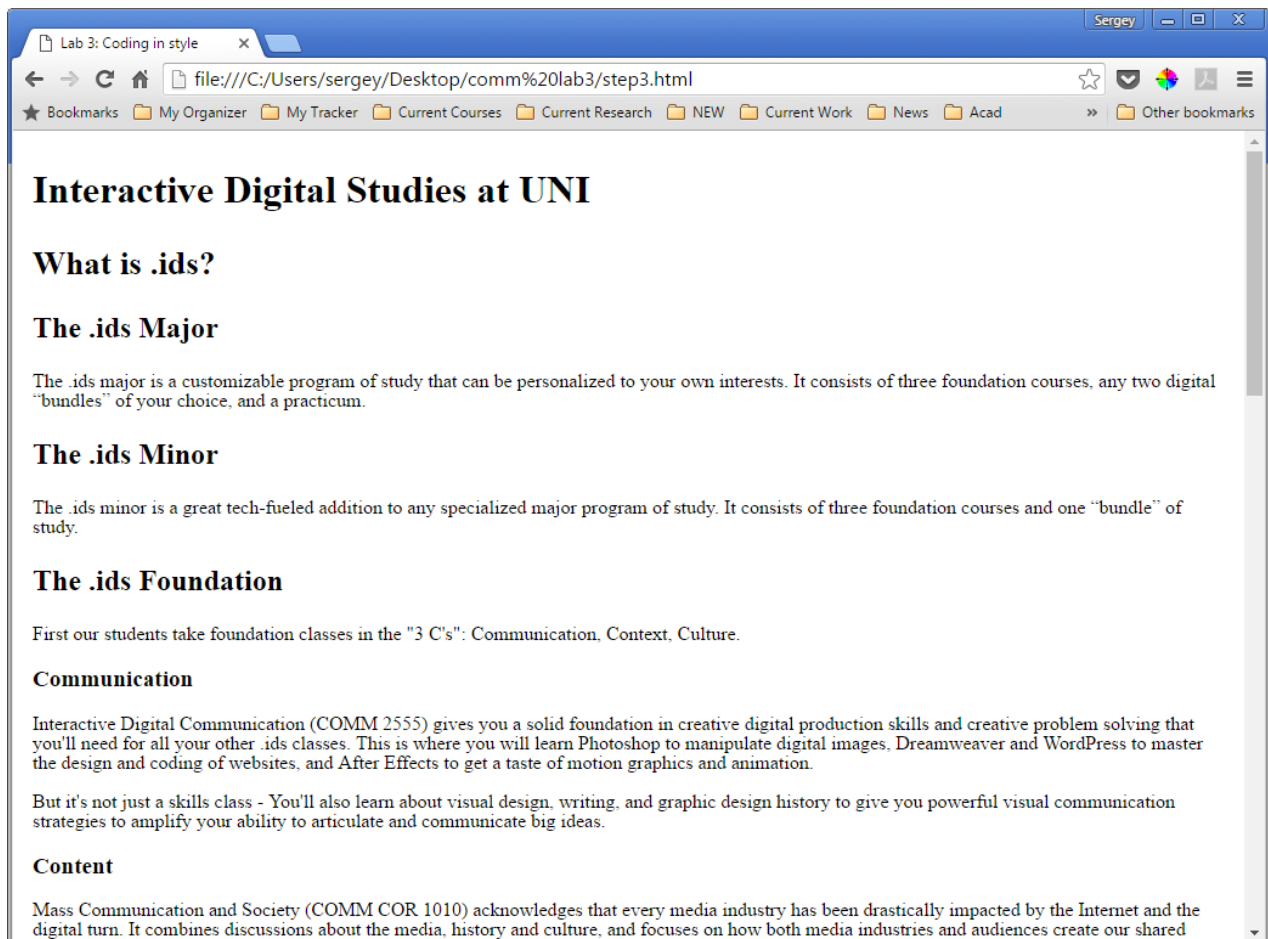 Sergey
Lab 3: Coding in style
file:///C:/Users/sergey/Desktop/comm%20lab3/step3.html
Bookmarks My Organizer My Tracker Current Courses Current Research NEW Current Work News Acad » Other bookmarks
Interactive Digital Studies at UNI
What is .ids?
The .ids Major
The .ids major is a customizable program of study that can be personalized to your own interests. It consists of three foundation courses, any two digital
“bundles” of your choice, and a practicum.
The .ids Minor
The .ids minor is a great tech-fueled addition to any specialized major program of study. It consists of three foundation courses and one “bundle” of
study.
The .ids Foundation
First our students take foundation classes in the "3 C's": Communication, Context, Culture.
Communication
Interactive Digital Communication (COMM 2555) gives you a solid foundation in creative digital production skills and creative problem solving that
you'll need for all your other .ids classes. This is where you will learn Photoshop to manipulate digital images, Dreamweaver and WordPress to master
the design and coding of websites, and After Effects to get a taste of motion graphics and animation.
But it's not just a skills class - You'll also learn about visual design, writing, and graphic design history to give you powerful visual communication
strategies to amplify your ability to articulate and communicate big ideas.
Content
Mass Communication and Society (COMM COR 1010) acknowledges that every media industry has been drastically impacted by the Internet and the
digital turn. It combines discussions about the media, history and culture, and focuses on how both media industries and audiences create our shared